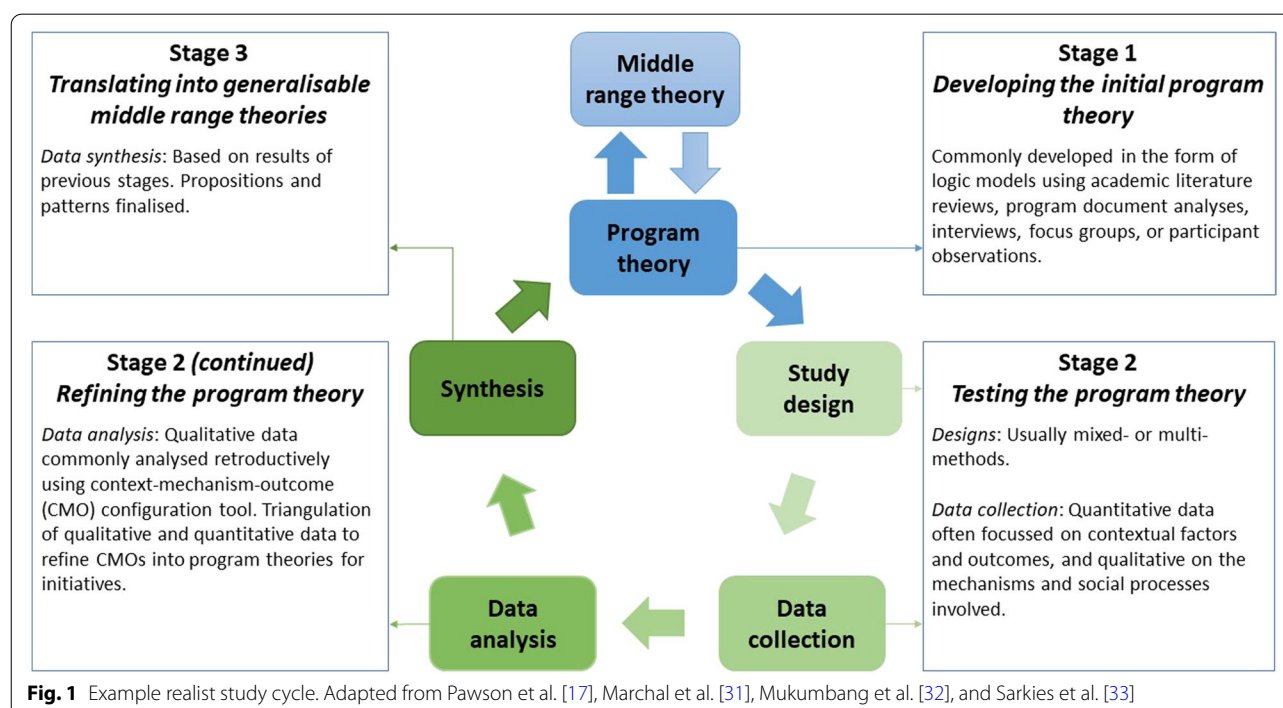 Stage 3
Translating into generalisable
middle range theories
Data synthesis: Based on results of
previous stages. Propositions and
patterns finalised.
Middle
range theory
Program
theory
Stage 1
Developing the initial program
theory
Commonly developed in the form of
logic models using academic literature
reviews, program document analyses,
interviews, focus groups, or participant
observations.
Stage 2 (continued)
Refining the program theory
Data analysis: Qualitative data
commonly analysed retroductively
using context-mechanism-outcome
(CMO) configuration tool. Triangulation
of qualitative and quantitative data to
refine CMOs into program theories for
initiatives.
Synthesis
Study
design
Data
analysis
Data
collection
Stage 2
Testing the program theory
Designs: Usually mixed- or multi-
methods.
Data collection: Quantitative data
often focussed on contextual factors
and outcomes, and qualitative on the
mechanisms and social processes
involved.
Fig. 1 Example realist study cycle. Adapted from Pawson et al. [17], Marchal et al. [31], Mukumbang et al. [32], and Sarkies et al. [33]